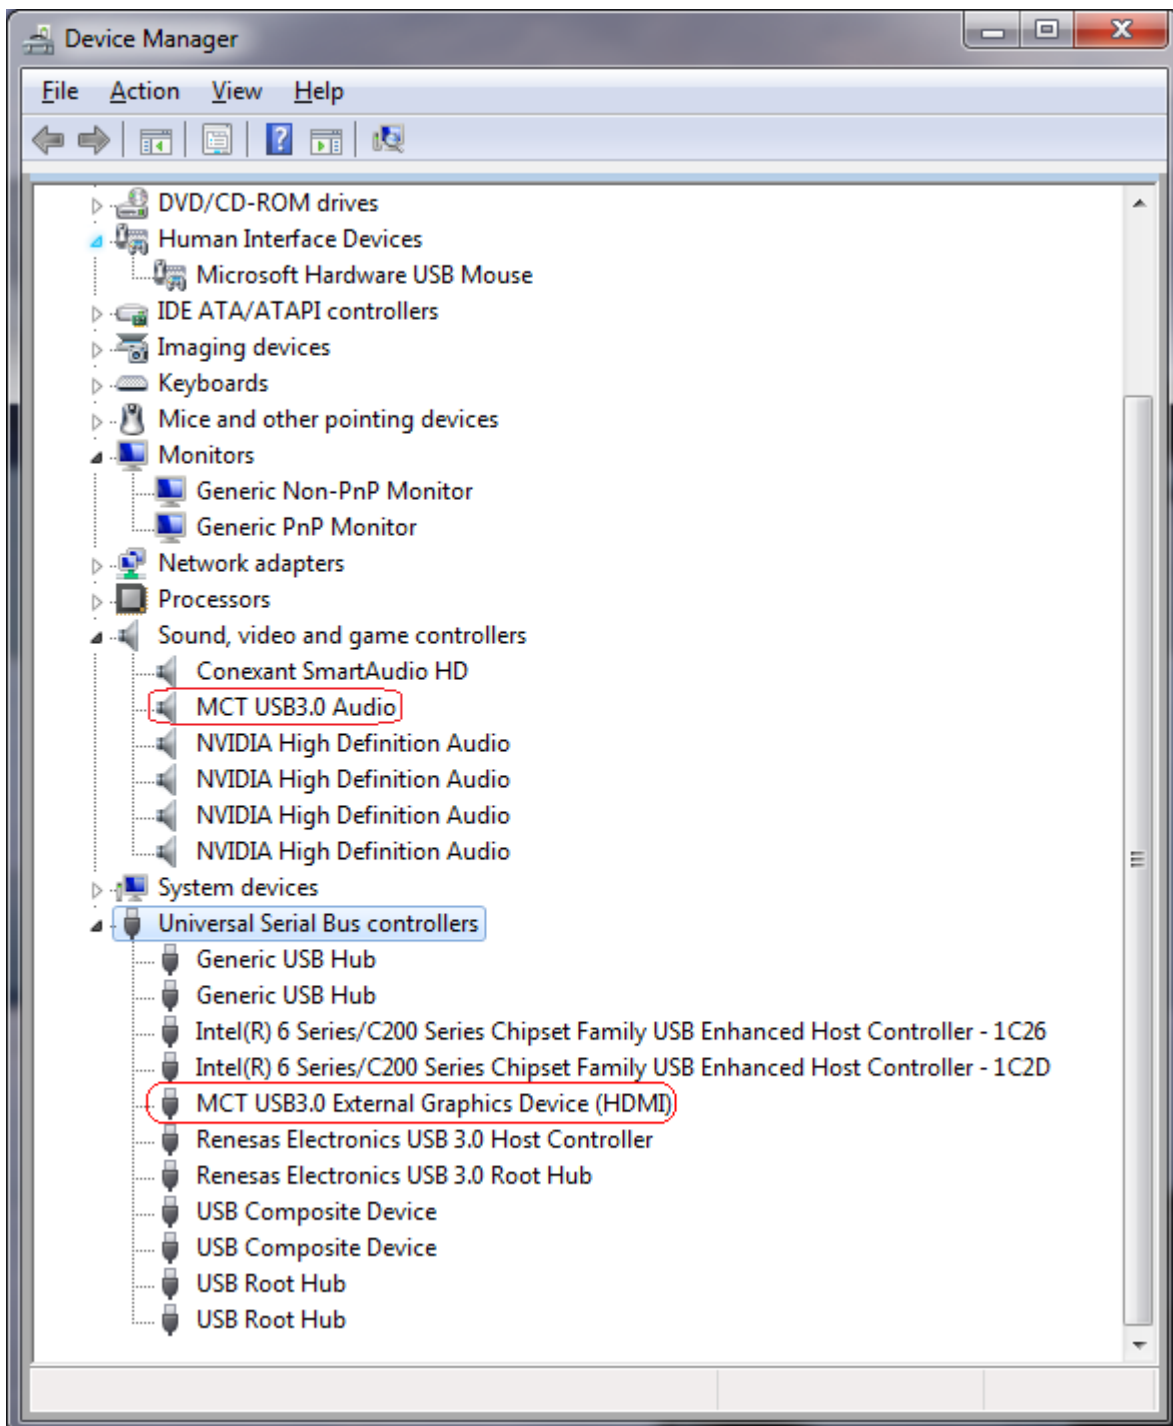 Device Manager
File Action View Help
DVD/CD-ROM drives
Human Interface Devices
Microsoft Hardware USB Mouse
IDE ATA/ATAPI controllers
Imaging devices
Keyboards
Mice and other pointing devices
Monitors
Generic Non-PnP Monitor
Generic PnP Monitor
Network adapters
Processors
Sound, video and game controllers
Conexant SmartAudio HD
MCT USB3.0 Audio
NVIDIA High Definition Audio
NVIDIA High Definition Audio
NVIDIA High Definition Audio
NVIDIA High Definition Audio
System devices
Universal Serial Bus controllers
Generic USB Hub
Generic USB Hub
Intel(R) 6 Series/C200 Series Chipset Family USB Enhanced Host Controller - 1C26
Intel(R) 6 Series/C200 Series Chipset Family USB Enhanced Host Controller - 1C2D
MCT USB3.0 External Graphics Device (HDMI)
Renesas Electronics USB 3.0 Host Controller
Renesas Electronics USB 3.0 Root Hub
USB Composite Device
USB Composite Device
USB Root Hub
USB Root Hub